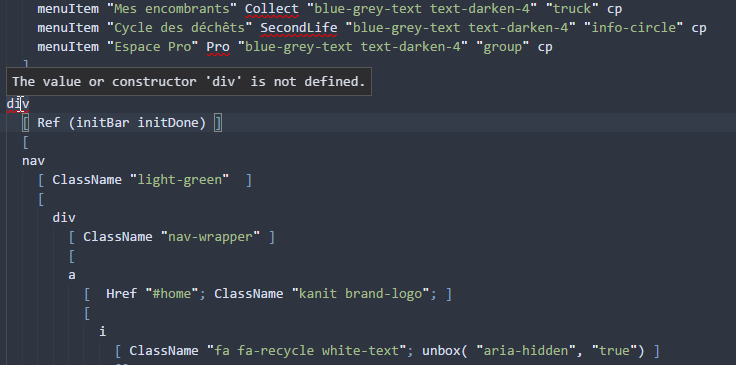 menuItem "Mes encombrants" Collect "blue-grey-text text-darken-4" "truck" cp
menuItem "Cycle des déchêts" SecondLife "blue-grey-text text-darken-4" "info-circle" cp
menuItem "Espace Pro" Pro "blue-grey-text text-darken-4" "group" cp
]
The value or constructor 'div' is not defined.
div
[ Ref (initBar initDone) ]
[
nav
[ ClassName "light-green"  ]
[
div
[ ClassName "nav-wrapper" ]
[
a
[  Href "#home"; ClassName "kanit brand-logo"; ]
[
i
[ ClassName "fa fa-recycle white-text"; unbox( "aria-hidden", "true") ]